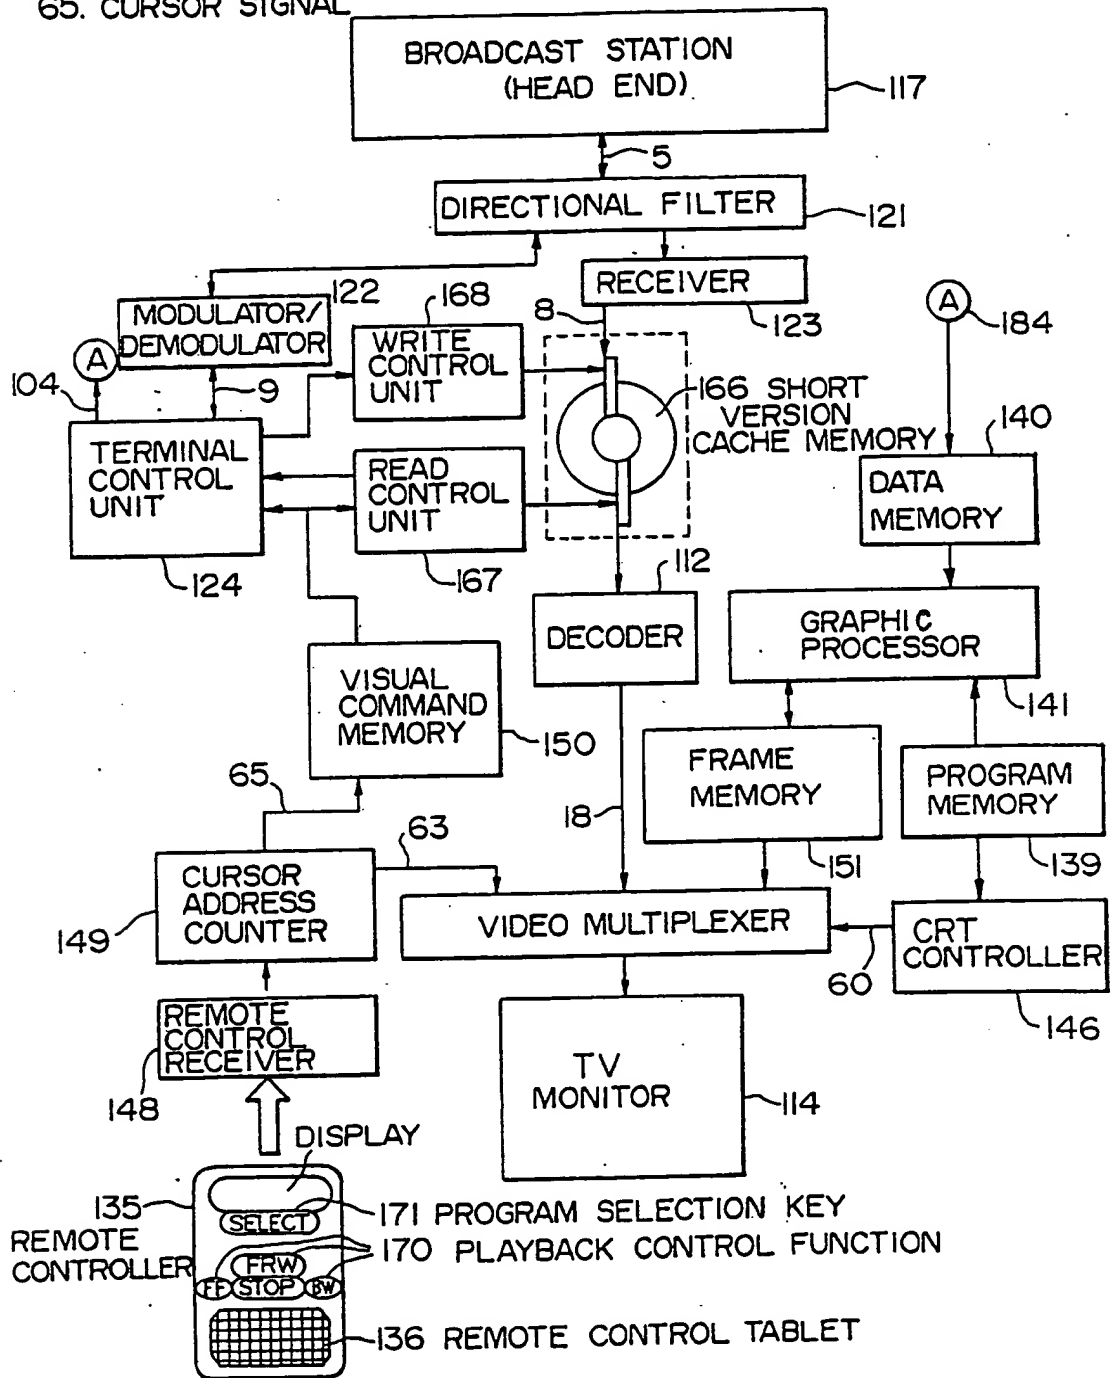 65. CURSOR SIGNAL
BROADCAST STATION
(HEAD END)
117
5
DIRECTIONAL FILTER
121
RECEIVER
123
122
MODULATOR/
DEMODULATOR
A
104
9
168
WRITE
CONTROL
UNIT
8
166 SHORT
VERSION
CACHE MEMORY
A
184
140
DATA
MEMORY
TERMINAL
CONTROL
UNIT
124
READ
CONTROL
UNIT
167
112
DECODER
GRAPHIC
PROCESSOR
141
VISUAL
COMMAND
MEMORY
150
FRAME
MEMORY
151
PROGRAM
MEMORY
139
65
63
18
CURSOR
ADDRESS
COUNTER
149
VIDEO MULTIPLEXER
60
CRT
CONTROLLER
146
REMOTE
CONTROL
RECEIVER
148
TV
MONITOR
114
DISPLAY
135
REMOTE
CONTROLLER
SELECT
171 PROGRAM SELECTION KEY
170 PLAYBACK CONTROL FUNCTION
FRW
FF
STOP
BW
136 REMOTE CONTROL TABLET